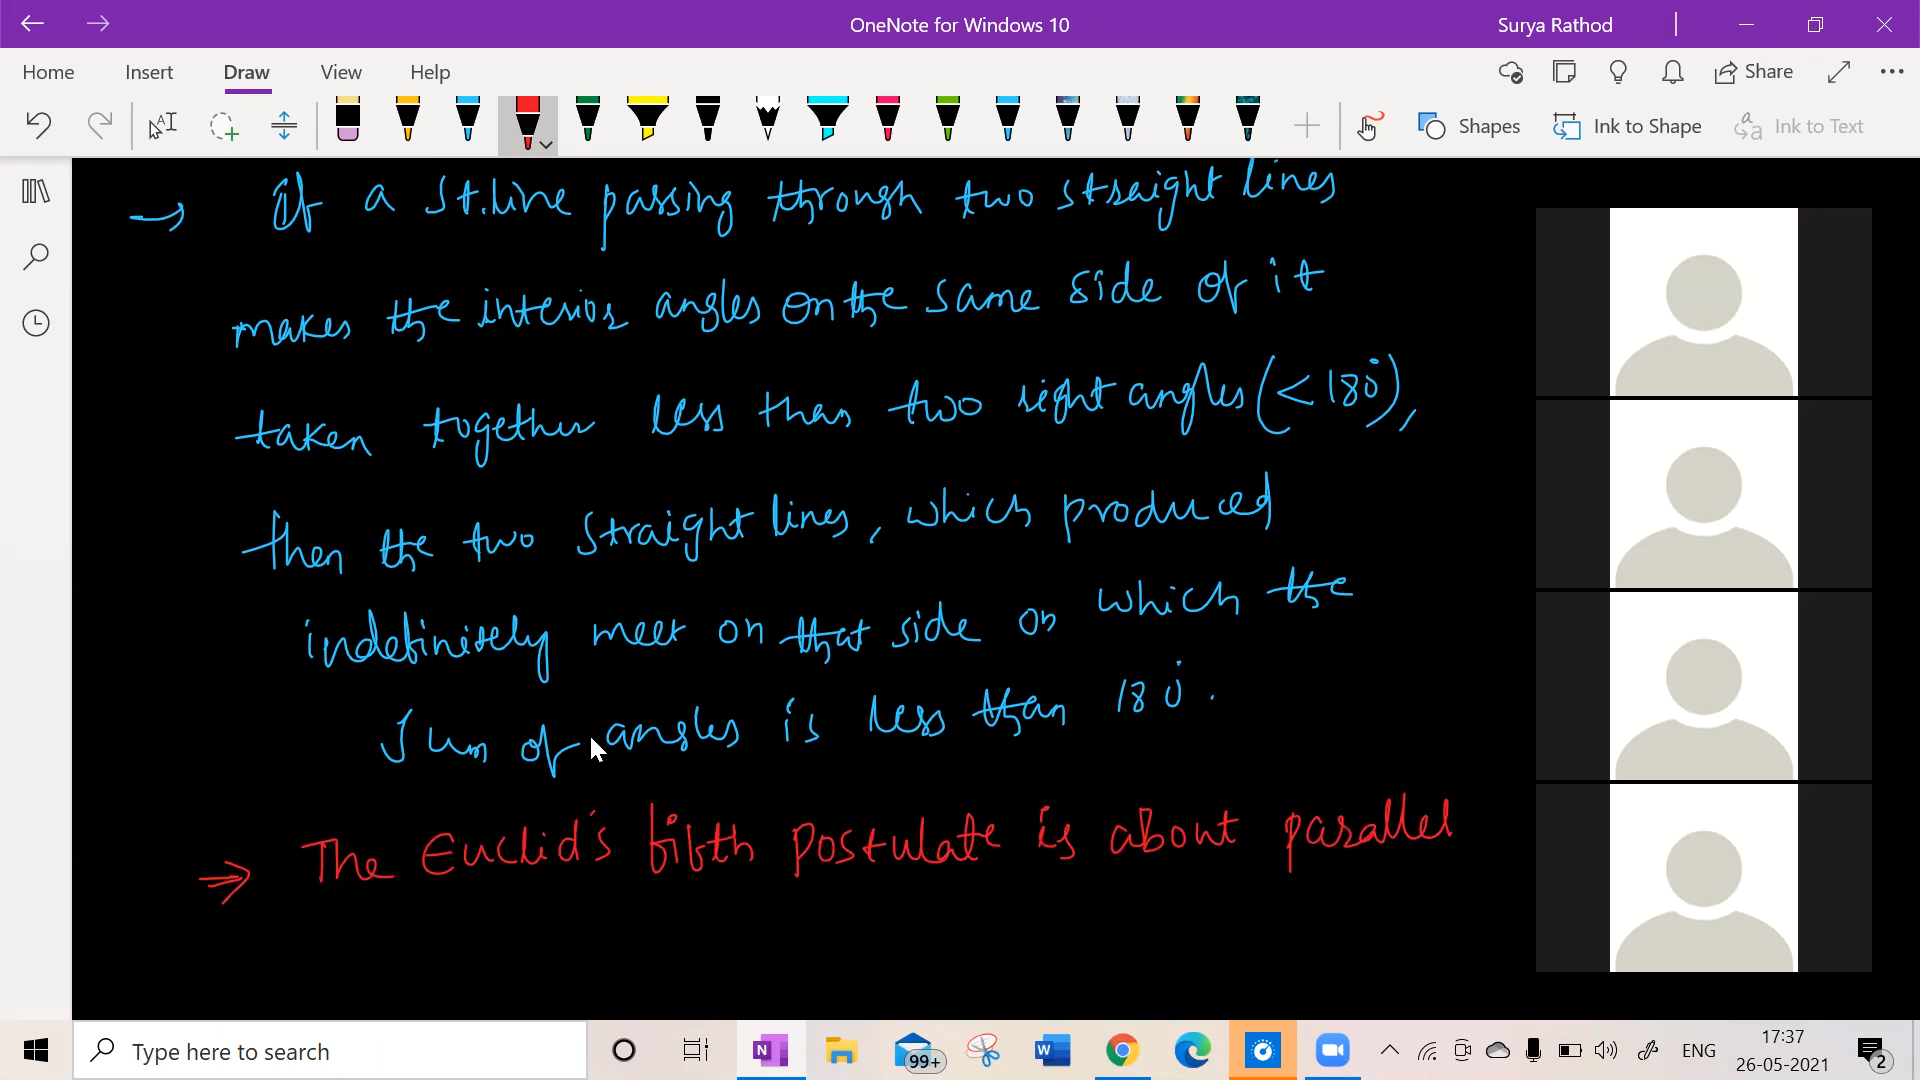 OneNote for Windows 10
Surya Rathod
Home Insert Draw View Help
Share
Shapes Ink to Shape Ink to Text
→ If a St.line passing through two straight lines
makes the interior angles on the same side of it
taken together less than two right angles (< 180°),
then the two straight lines, which produced
indefinitely meet on that side on which the
Sum of angles is less than 180°.
⇒ The Euclid's fifth postulate is about parallel
Type here to search
99+
ENG
17:37
26-05-2021
2